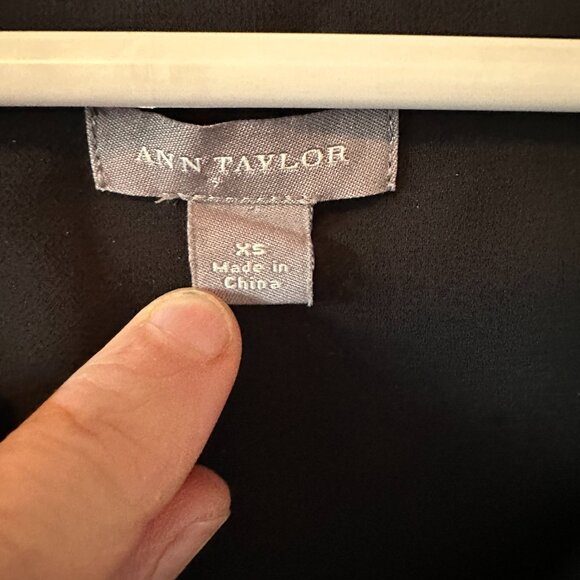 ANN TAYLOR
XS
Made in
China